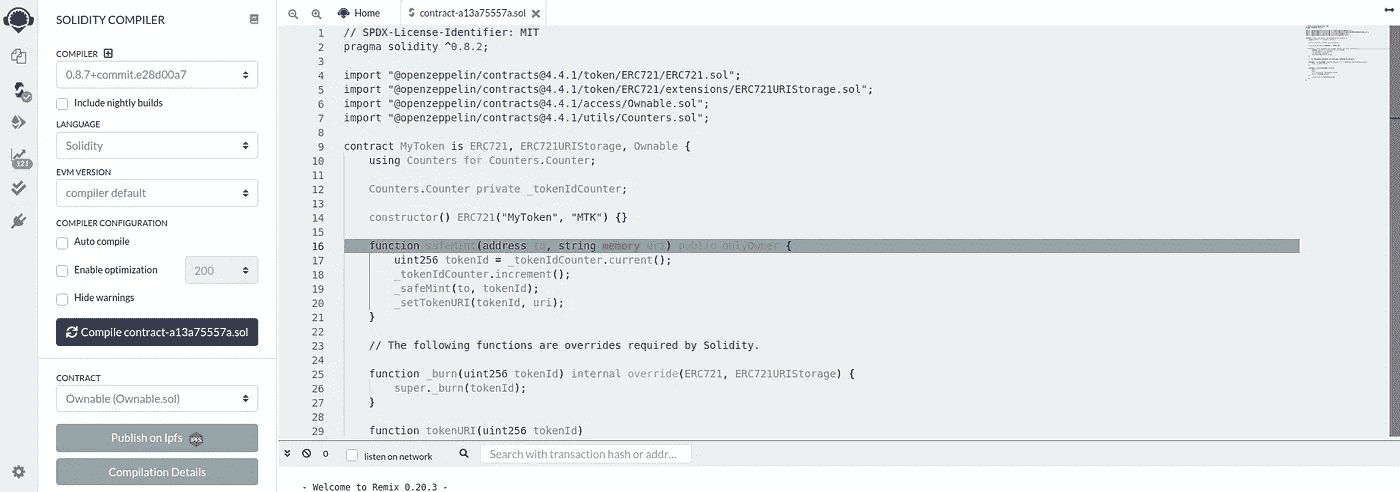 SOLIDITY COMPILER
COMPILER
0.8.7+commit.e28d00a7
Include nightly builds
LANGUAGE
Solidity
EVM VERSION
compiler default
COMPILER CONFIGURATION
Auto compile
Enable optimization
200
Hide warnings
Compile contract-a13a75557a.sol
CONTRACT
Ownable (Ownable.sol)
Publish on Ipfs
IPFS
Compilation Details
121
Home
contract-a13a75557a.sol
1 // SPDX-License-Identifier: MIT
2 pragma solidity ^0.8.2;
3
4 import "@openzeppelin/contracts@4.4.1/token/ERC721/ERC721.sol";
5 import "@openzeppelin/contracts@4.4.1/token/ERC721/extensions/ERC721URIStorage.sol";
6 import "@openzeppelin/contracts@4.4.1/access/Ownable.sol";
7 import "@openzeppelin/contracts@4.4.1/utils/Counters.sol";
8
9 contract MyToken is ERC721, ERC721URIStorage, Ownable {
10 using Counters for Counters.Counter;
11
12 Counters.Counter private _tokenIdCounter;
13
14 constructor() ERC721("MyToken", "MTK") {}
15
16 function safeMint(address to, string memory uri) public onlyOwner {
17 uint256 tokenId = _tokenIdCounter.current();
18 _tokenIdCounter.increment();
19 _safeMint(to, tokenId);
20 _setTokenURI(tokenId, uri);
21 }
22
23 // The following functions are overrides required by Solidity.
24
25 function _burn(uint256 tokenId) internal override(ERC721, ERC721URIStorage) {
26 super._burn(tokenId);
27 }
28
29 function tokenURI(uint256 tokenId)
0
listen on network
Search with transaction hash or addr...
- Welcome to Remix 0.20.3 -